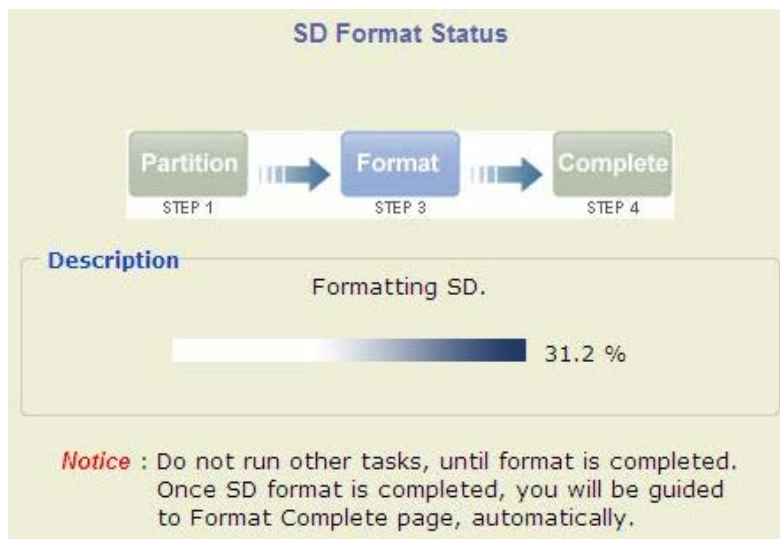 SD Format Status
Partition Format Complete
STEP 1 STEP 3 STEP 4
Description
Formatting SD.
31.2 %
Notice : Do not run other tasks, until format is completed.
Once SD format is completed, you will be guided
to Format Complete page, automatically.